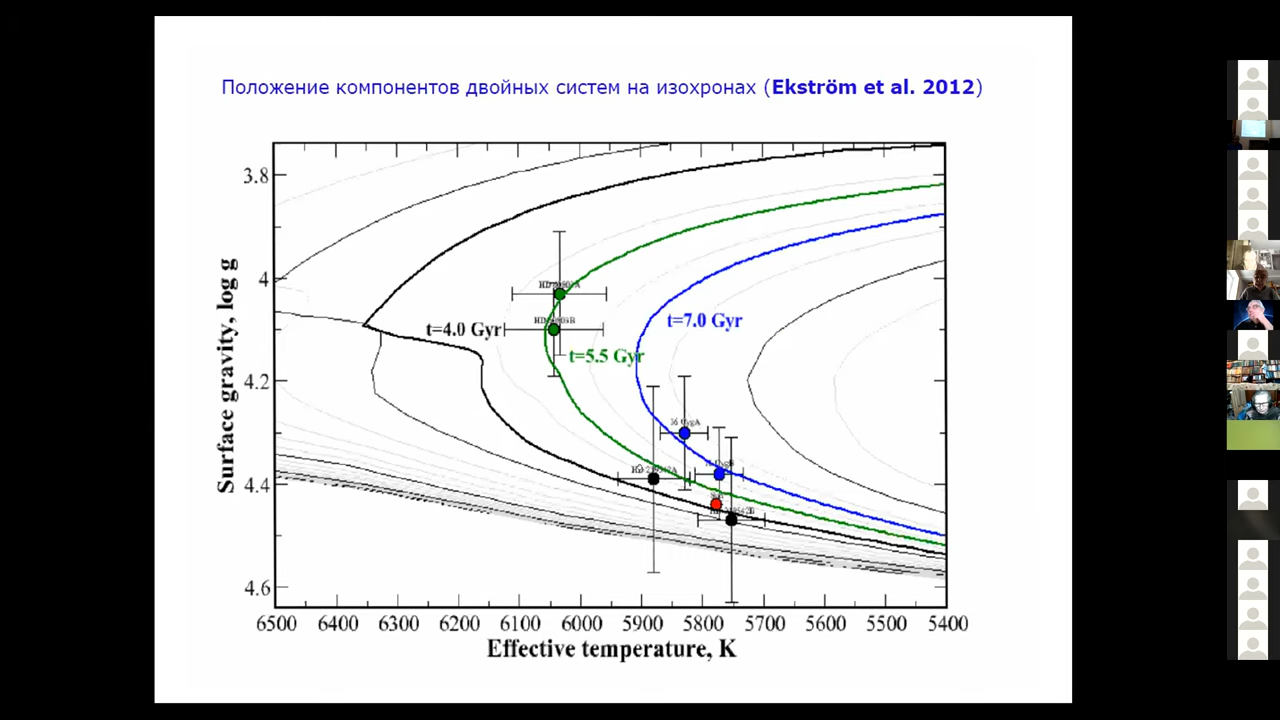 Положение компонентов двойных систем на изохронах (Ekström et al. 2012)
3.8
4
4.2
4.4
4.6
Surface gravity, log g
t=4.0 Gyr
t=5.5 Gyr
t=7.0 Gyr
6500 6400 6300 6200 6100 6000 5900 5800 5700 5600 5500 5400
Effective temperature, K